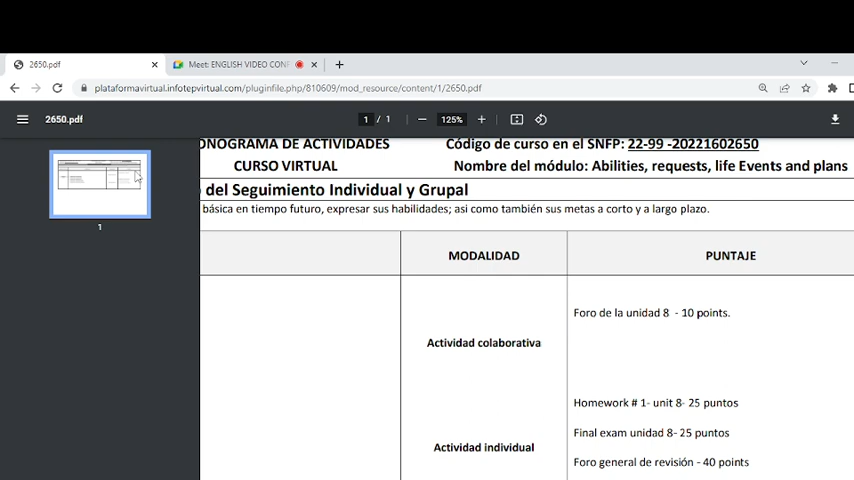 2650.pdf
Meet: ENGLISH VIDEO CONF
plataformavirtual.infotepvirtual.com/pluginfile.php/810609/mod_resource/content/1/2650.pdf
2650.pdf
1 / 1
125%
ONOGRAMA DE ACTIVIDADES
Código de curso en el SNFP: 22-99 -20221602650
CURSO VIRTUAL
Nombre del módulo: Abilities, requests, life Events and plans
del Seguimiento Individual y Grupal
básica en tiempo futuro, expresar sus habilidades; asi como también sus metas a corto y a largo plazo.
1
MODALIDAD
PUNTAJE
Foro de la unidad 8 - 10 points.
Actividad colaborativa
Homework # 1- unit 8- 25 puntos
Final exam unidad 8- 25 puntos
Actividad individual
Foro general de revisión - 40 points